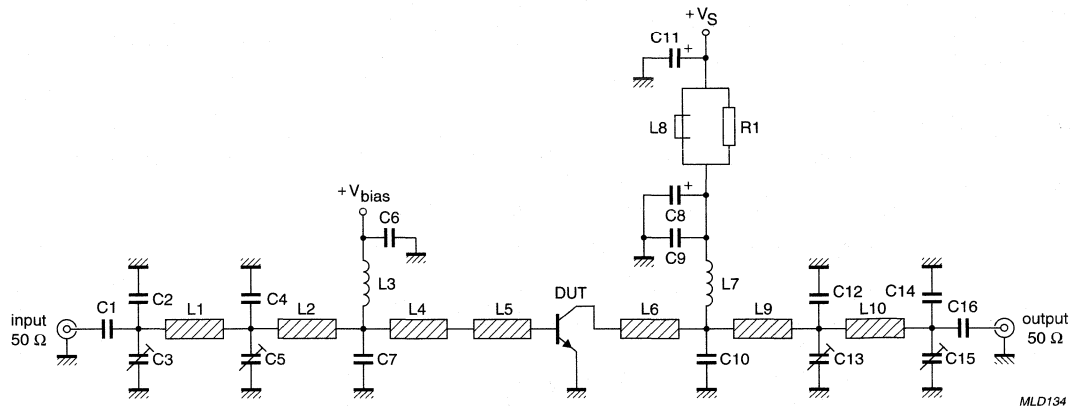 +VS
C11
+
L8
R1
+
C8
C9
+Vbias
C6
L3
L7
DUT
C1
C2
L1
C4
L2
L4
L5
L6
L9
C12
L10
C14
C16
input
50 Ω
C3
C5
C7
C10
C13
C15
output
50 Ω
MLD134